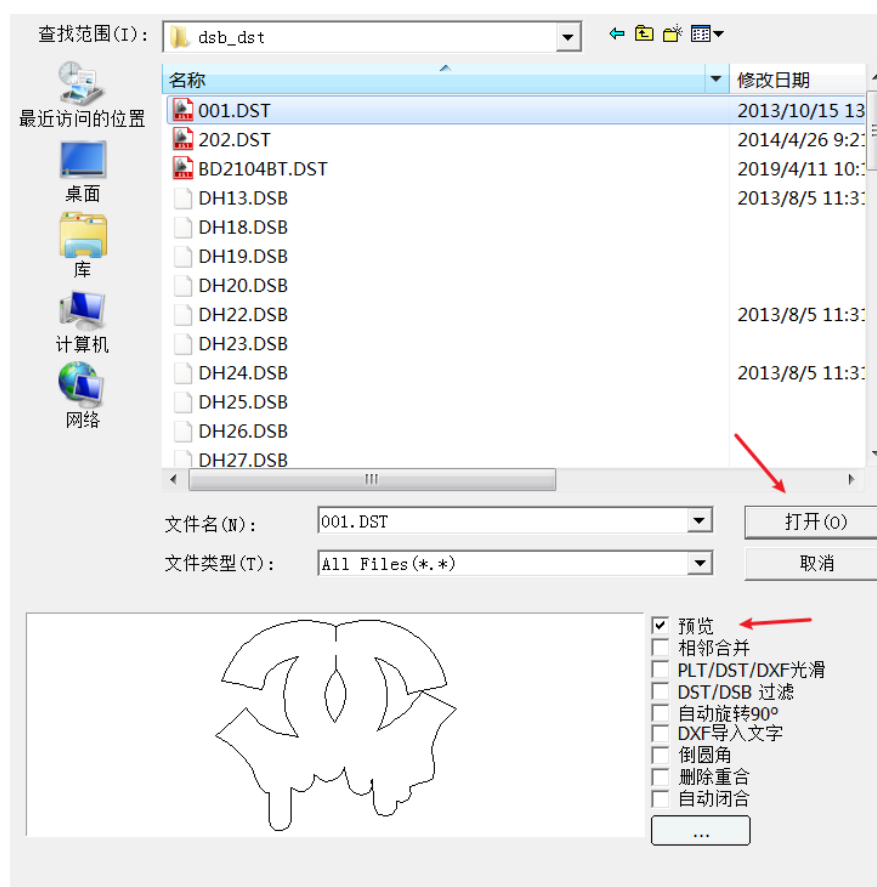 查找范围(I): dsb_dst
名称 修改日期
最近访问的位置
桌面
库
计算机
网络
001.DST 2013/10/15 13
202.DST 2014/4/26 9:21
BD2104BT.DST 2019/4/11 10:1
DH13.DSB 2013/8/5 11:31
DH18.DSB
DH19.DSB
DH20.DSB
DH22.DSB 2013/8/5 11:31
DH23.DSB
DH24.DSB 2013/8/5 11:31
DH25.DSB
DH26.DSB
DH27.DSB
文件名(N): 001.DST 打开(O)
文件类型(T): All Files(*.*) 取消
预览
相邻合并
PLT/DST/DXF光滑
DST/DSB 过滤
自动旋转90º
DXF导入文字
倒圆角
删除重合
自动闭合
...